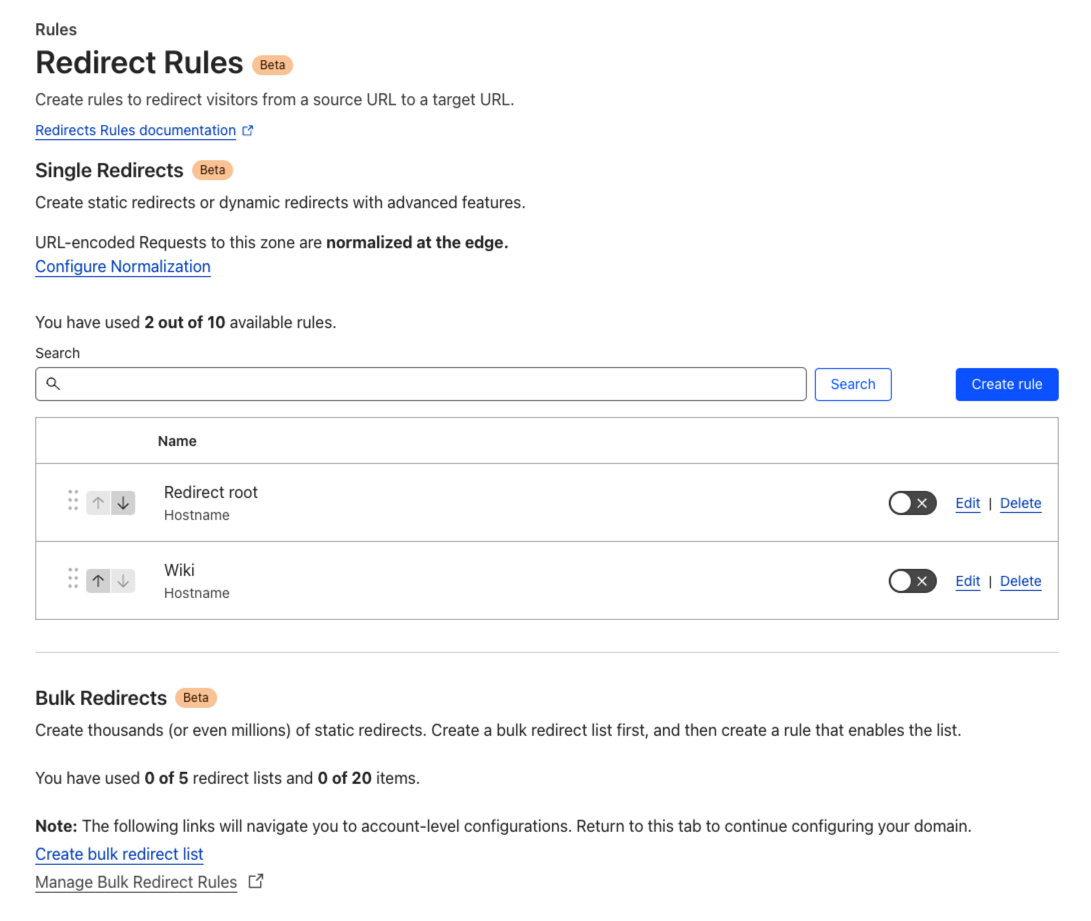 Rules
Redirect Rules Beta
Create rules to redirect visitors from a source URL to a target URL.
Redirects Rules documentation
Single Redirects Beta
Create static redirects or dynamic redirects with advanced features.
URL-encoded Requests to this zone are normalized at the edge.
Configure Normalization
You have used 2 out of 10 available rules.
Search
Search Create rule
Name
Redirect root
Hostname
Edit | Delete
Wiki
Hostname
Edit | Delete
Bulk Redirects Beta
Create thousands (or even millions) of static redirects. Create a bulk redirect list first, and then create a rule that enables the list.
You have used 0 of 5 redirect lists and 0 of 20 items.
Note: The following links will navigate you to account-level configurations. Return to this tab to continue configuring your domain.
Create bulk redirect list
Manage Bulk Redirect Rules